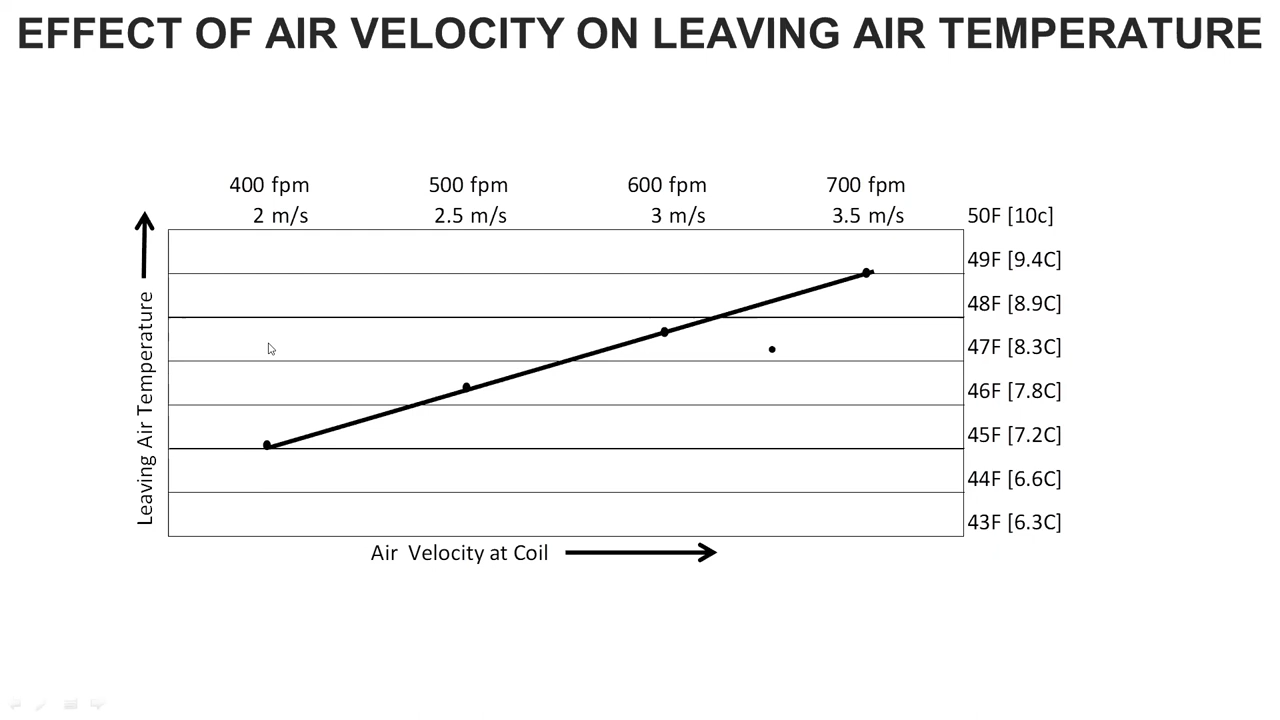 EFFECT OF AIR VELOCITY ON LEAVING AIR TEMPERATURE
400 fpm 500 fpm 600 fpm 700 fpm
2 m/s 2.5 m/s 3 m/s 3.5 m/s 50F [10c]
49F [9.4C]
48F [8.9C]
47F [8.3C]
46F [7.8C]
45F [7.2C]
44F [6.6C]
43F [6.3C]
Leaving Air Temperature
Air Velocity at Coil